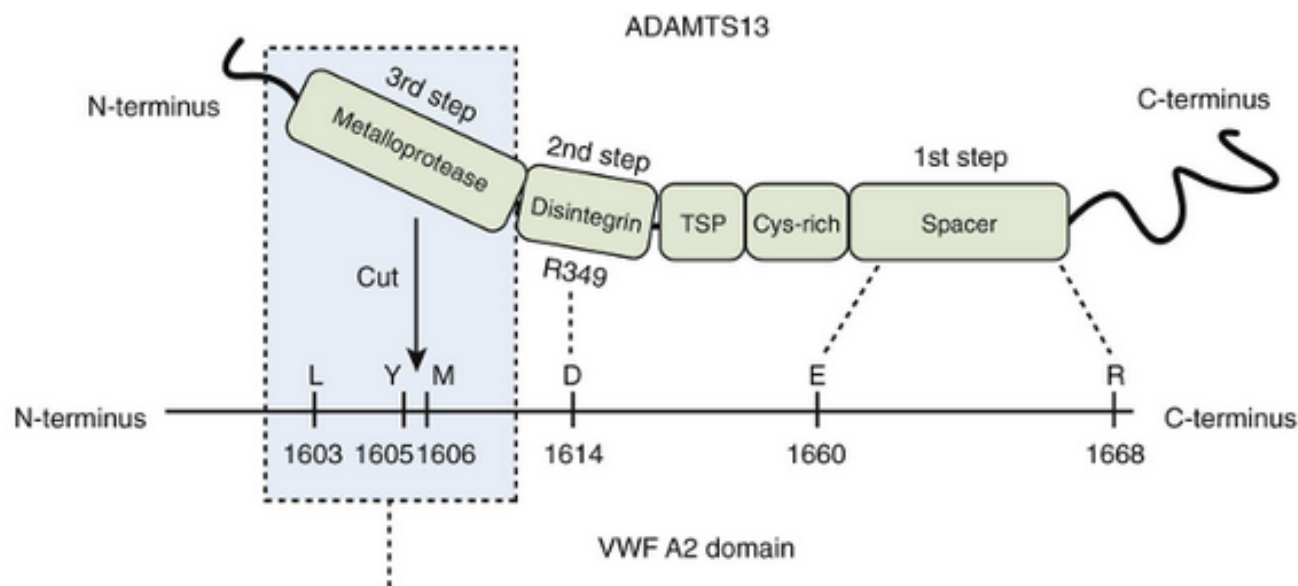 ADAMTS13
N-terminus
3rd step
Metalloprotease
2nd step
Disintegrin
TSP
Cys-rich
1st step
Spacer
C-terminus
Cut
R349
L Y M D E R
N-terminus
C-terminus
1603 1605 1606 1614 1660 1668
VWF A2 domain